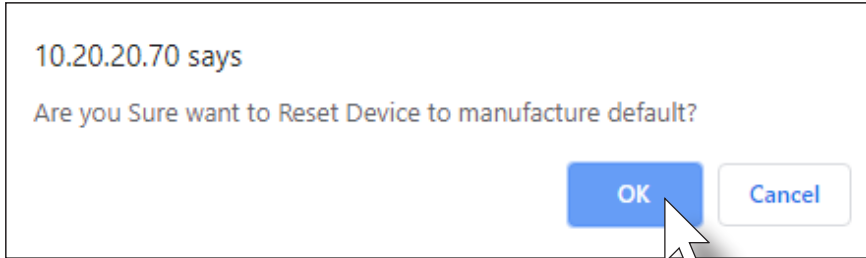 10.20.20.70 says
Are you Sure want to Reset Device to manufacture default?
OK Cancel